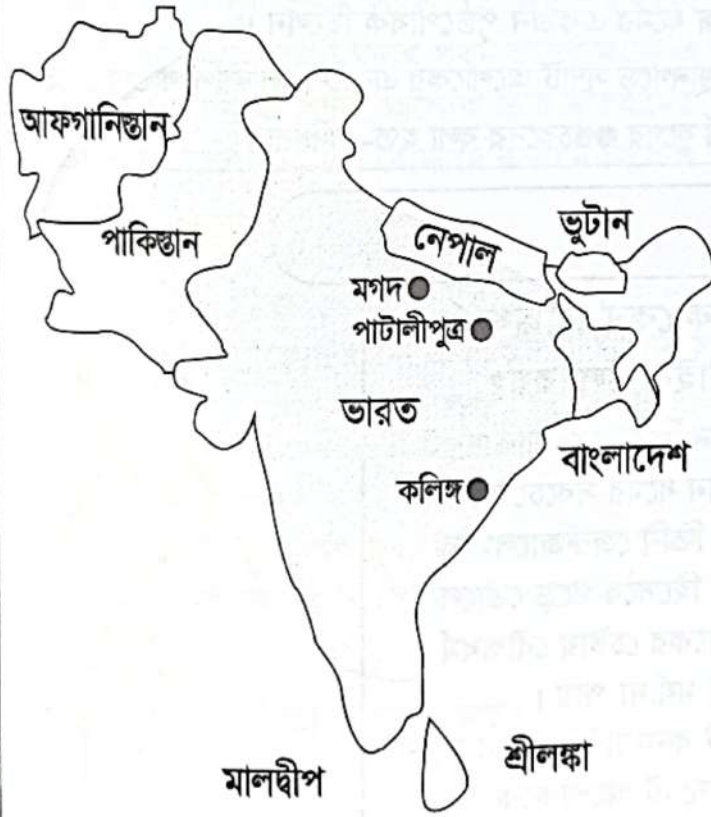 আফগানিস্তান
পাকিস্তান
নেপাল
ভুটান
মগদ
পাটালীপুত্র
ভারত
বাংলাদেশ
কলিঙ্গ
শ্রীলঙ্কা
মালদ্বীপ